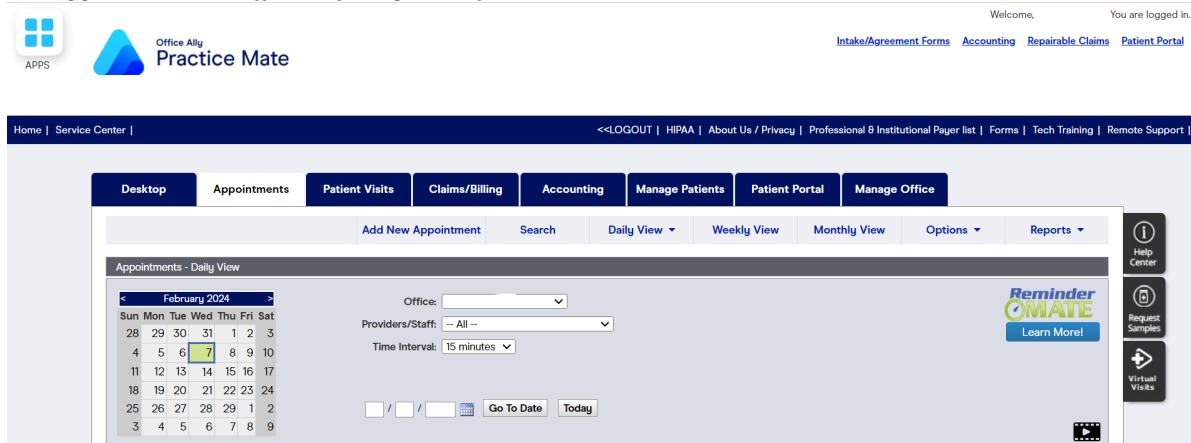 Welcome, You are logged in.
APPS
Office Ally
Practice Mate
Intake/Agreement Forms Accounting Repairable Claims Patient Portal
Home | Service Center | <<LOGOUT | HIPAA | About Us / Privacy | Professional & Institutional Payer list | Forms | Tech Training | Remote Support |
Desktop Appointments Patient Visits Claims/Billing Accounting Manage Patients Patient Portal Manage Office
Add New Appointment Search Daily View Weekly View Monthly View Options Reports
Appointments - Daily View
< February 2024 >
Sun Mon Tue Wed Thu Fri Sat
28 29 30 31 1 2 3
4 5 6 7 8 9 10
11 12 13 14 15 16 17
18 19 20 21 22 23 24
25 26 27 28 29 1 2
3 4 5 6 7 8 9
Office:
Providers/Staff: -- All --
Time Interval: 15 minutes
/ / Go To Date Today
Reminder
MATE
Learn More!
Help
Center
Request
Samples
Virtual
Visits